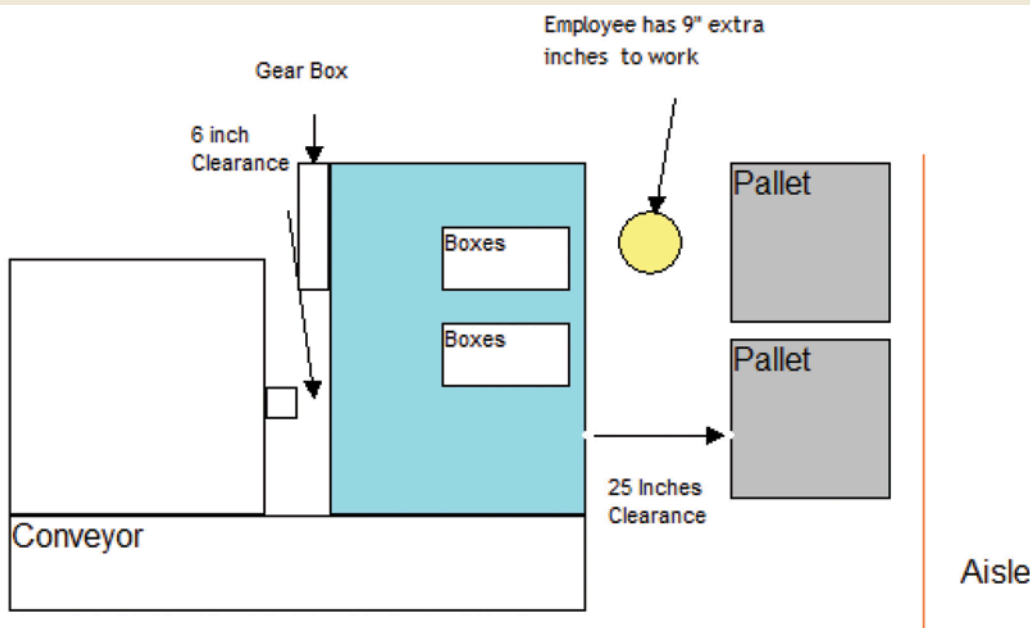 Employee has 9" extra
inches to work
Gear Box
6 inch
Clearance
Pallet
Boxes
Boxes
Pallet
25 Inches
Clearance
Conveyor
Aisle